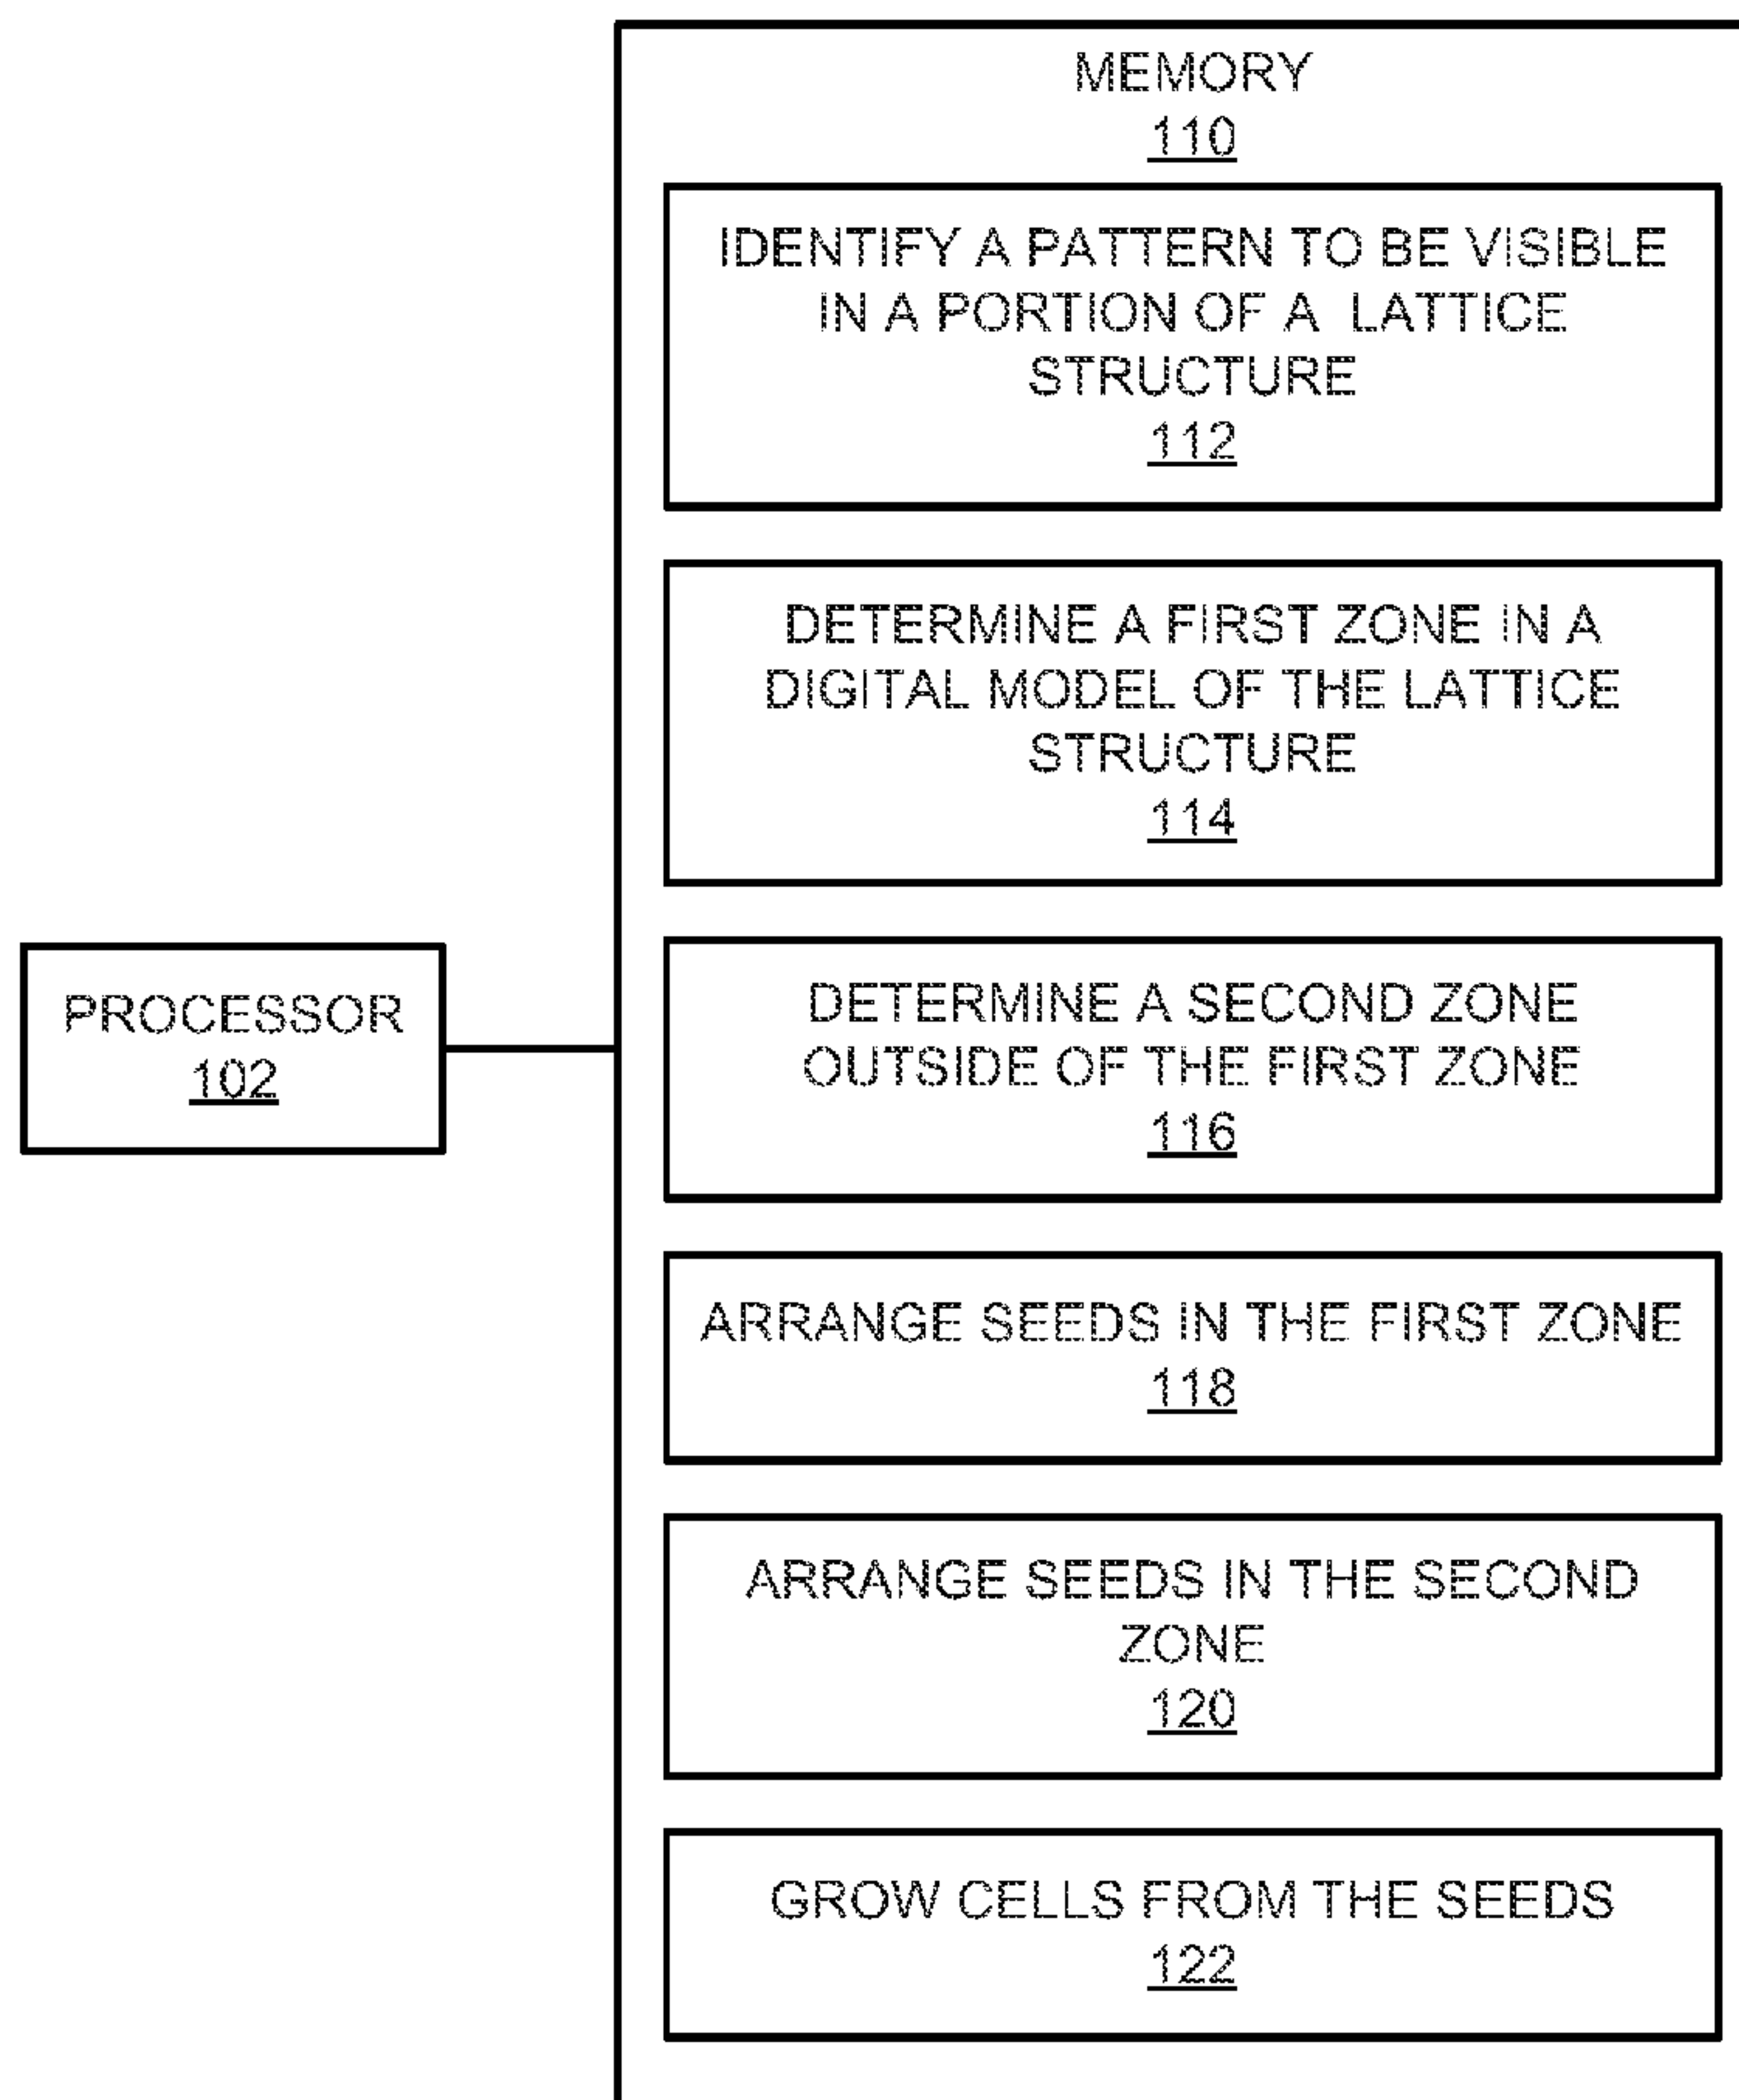 MEMORY
110
IDENTIFY A PATTERN TO BE VISIBLE
IN A PORTION OF A LATTICE
STRUCTURE
112
DETERMINE A FIRST ZONE IN A
DIGITAL MODEL OF THE LATTICE
STRUCTURE
114
PROCESSOR
102
DETERMINE A SECOND ZONE
OUTSIDE OF THE FIRST ZONE
116
ARRANGE SEEDS IN THE FIRST ZONE
118
ARRANGE SEEDS IN THE SECOND
ZONE
120
GROW CELLS FROM THE SEEDS
122